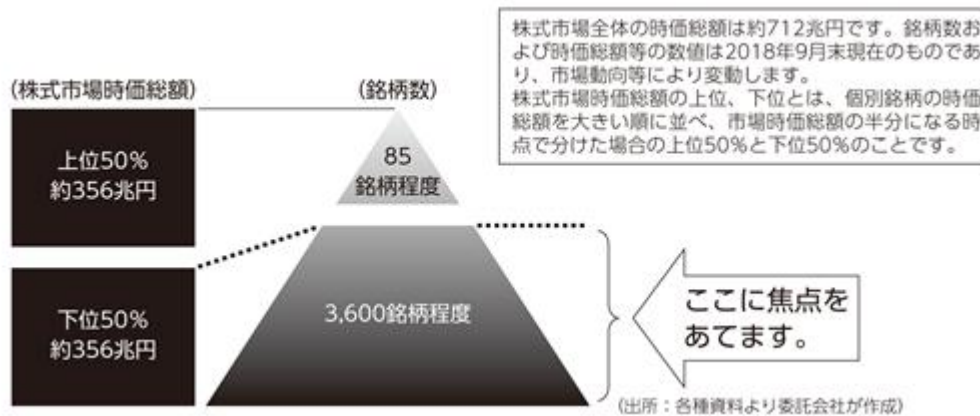 株式市場全体の時価総額は約712兆円です。銘柄数お
よび時価総額等の数値は2018年9月末現在のものであ
り、市場動向等により変動します。
株式市場時価総額の上位、下位とは、個別銘柄の時価
総額を大きい順に並べ、市場時価総額の半分になる時
点で分けた場合の上位50%と下位50%のことです。
(株式市場時価総額)
(銘柄数)
上位50%
約356兆円
85
銘柄程度
下位50%
約356兆円
3,600銘柄程度
ここに焦点を
あてます。
(出所:各種資料より委託会社が作成)